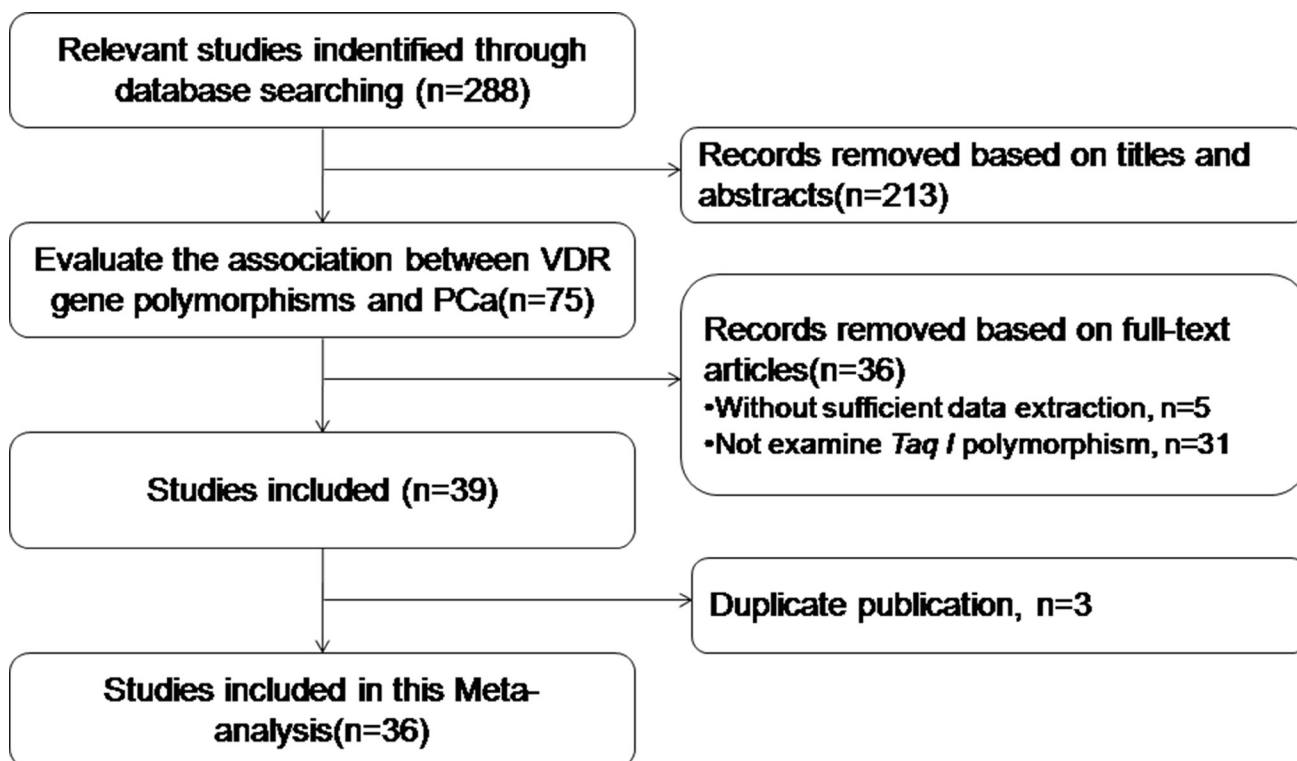 Relevant studies indentified through
database searching (n=288)
Records removed based on titles and
abstracts(n=213)
Evaluate the association between VDR
gene polymorphisms and PCa(n=75)
Records removed based on full-text
articles(n=36)
•Without sufficient data extraction, n=5
•Not examine Taq I polymorphism, n=31
Studies included (n=39)
Duplicate publication, n=3
Studies included in this Meta-
analysis(n=36)